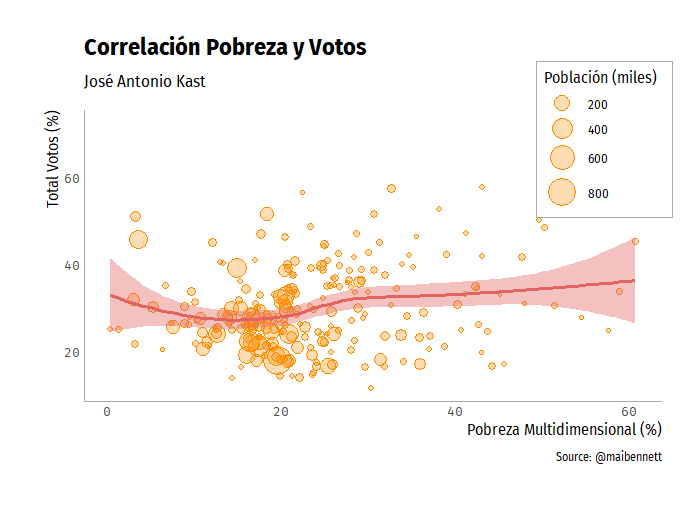 Correlación Pobreza y Votos
José Antonio Kast
Población (miles)
200
400
600
800
Total Votos (%)
60
40
20
0 20 40 60
Pobreza Multidimensional (%)
Source: @maibennett